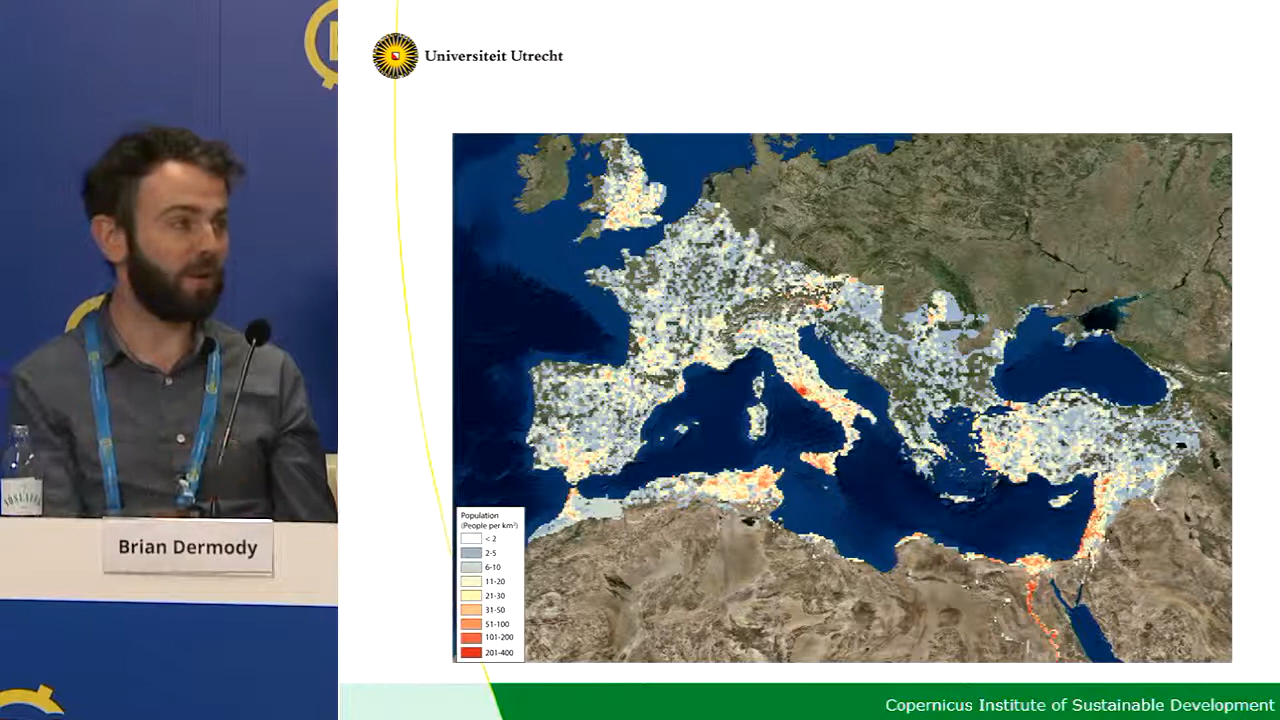 Universiteit Utrecht
Brian Dermody
Population
(People per km²)
< 2
2-5
6-10
11-20
21-30
31-50
51-100
101-200
201-400
Copernicus Institute of Sustainable Development